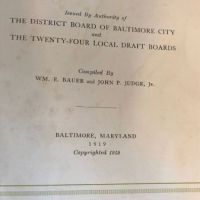 Issued By Authority of
THE DISTRICT BOARD OF BALTIMORE CITY
and
THE TWENTY-FOUR LOCAL DRAFT BOARDS
Compiled By
WM. E. BAUER and JOHN P. JUDGE, Jr.
BALTIMORE, MARYLAND
1919
Copyrighted 1919